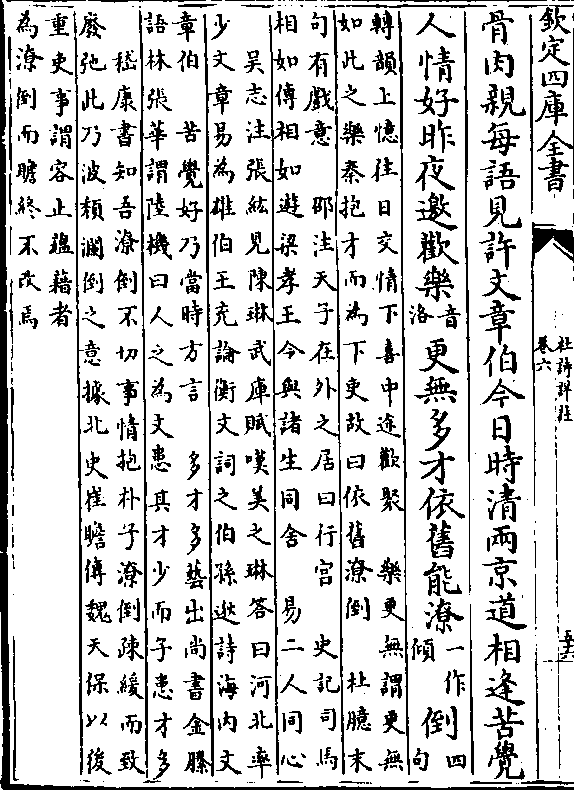 欽定四庫全書
杜詩詳註
卷六
骨肉親每語見許文章伯今日時清兩京道相逢苦覺
人情好昨夜邀歡樂音洛更無多才依舊能潦一作傾倒四句
轉韻上憶往日交情下喜中途歡聚　樂更無謂更無
如此之樂秦抱才而為下吏故曰依舊潦倒　杜臆末
句有戲意　邵注天子在外之居曰行宫　史記司馬
相如傳相如遊梁孝王令與諸生同舍　易二人同心
吳志注張紘見陳琳武庫賦嘆美之琳答曰河北率
少文章易為雄伯王充論衡文詞之伯孫逖詩海内文
章伯　苦覺好乃當時方言　多才多藝出尚書金縢
語林張華謂陸機曰人之為文患其才少而子患才多
嵇康書知吾潦倒不切事情抱朴子潦倒疎緩而致
廢弛此乃波頽瀾倒之意據北史崔瞻傳魏天保以後
重吏事謂容止蘊藉者
為潦倒而瞻終不改焉